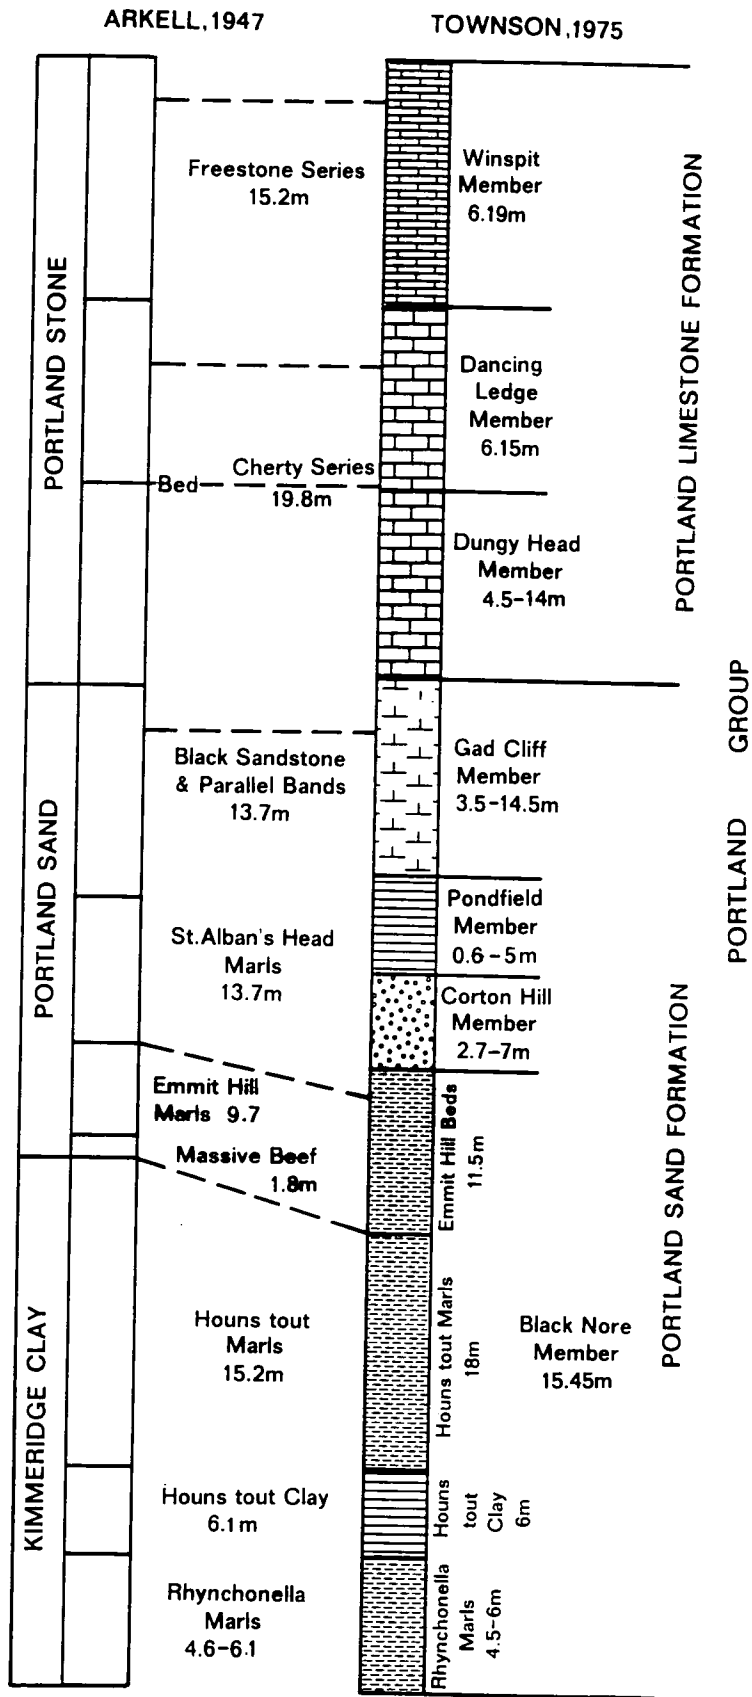 ARKELL,1947
TOWNSON,1975
PORTLAND STONE
Freestone Series
15.2m
Bed
Cherty Series
19.8m
PORTLAND SAND
Black Sandstone
& Parallel Bands
13.7m
St.Alban's Head
Marls
13.7m
Emmit Hill
Marls 9.7
Massive Beef
1.8m
KIMMERIDGE CLAY
Houns tout
Marls
15.2m
Houns tout Clay
6.1m
Rhynchonella
Marls
4.6-6.1
Winspit
Member
6.19m
Dancing
Ledge
Member
6.15m
Dungy Head
Member
4.5-14m
PORTLAND LIMESTONE FORMATION
Gad Cliff
Member
3.5-14.5m
Pondfield
Member
0.6-5m
Corton Hill
Member
2.7-7m
Emmit Hill Beds
11.5m
Houns tout Marls
18m
Black Nore
Member
15.45m
Houns
tout
Clay
6m
Rhynchonella
Marls
4.5-6m
PORTLAND SAND FORMATION
PORTLAND GROUP